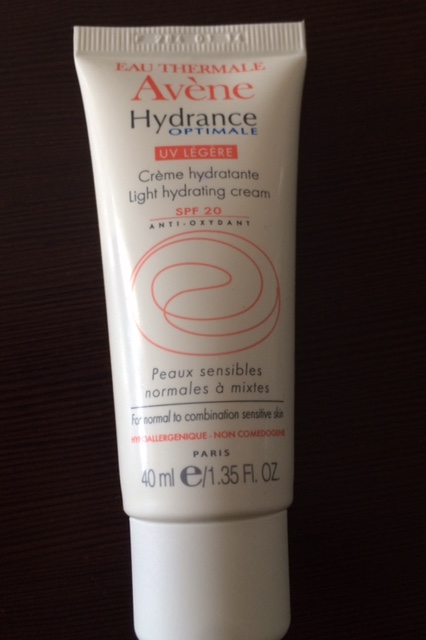 EAU THERMALE
Avène
Hydrance
OPTIMALE
UV LÉGÈRE
Crème hydratante
Light hydrating cream
SPF 20
ANTI-OXYDANT
Peaux sensibles
normales à mixtes
For normal to combination sensitive skin
HYPOALLERGENIQUE - NON COMEDOGENE
PARIS
40 ml e/1.35 Fl. OZ.